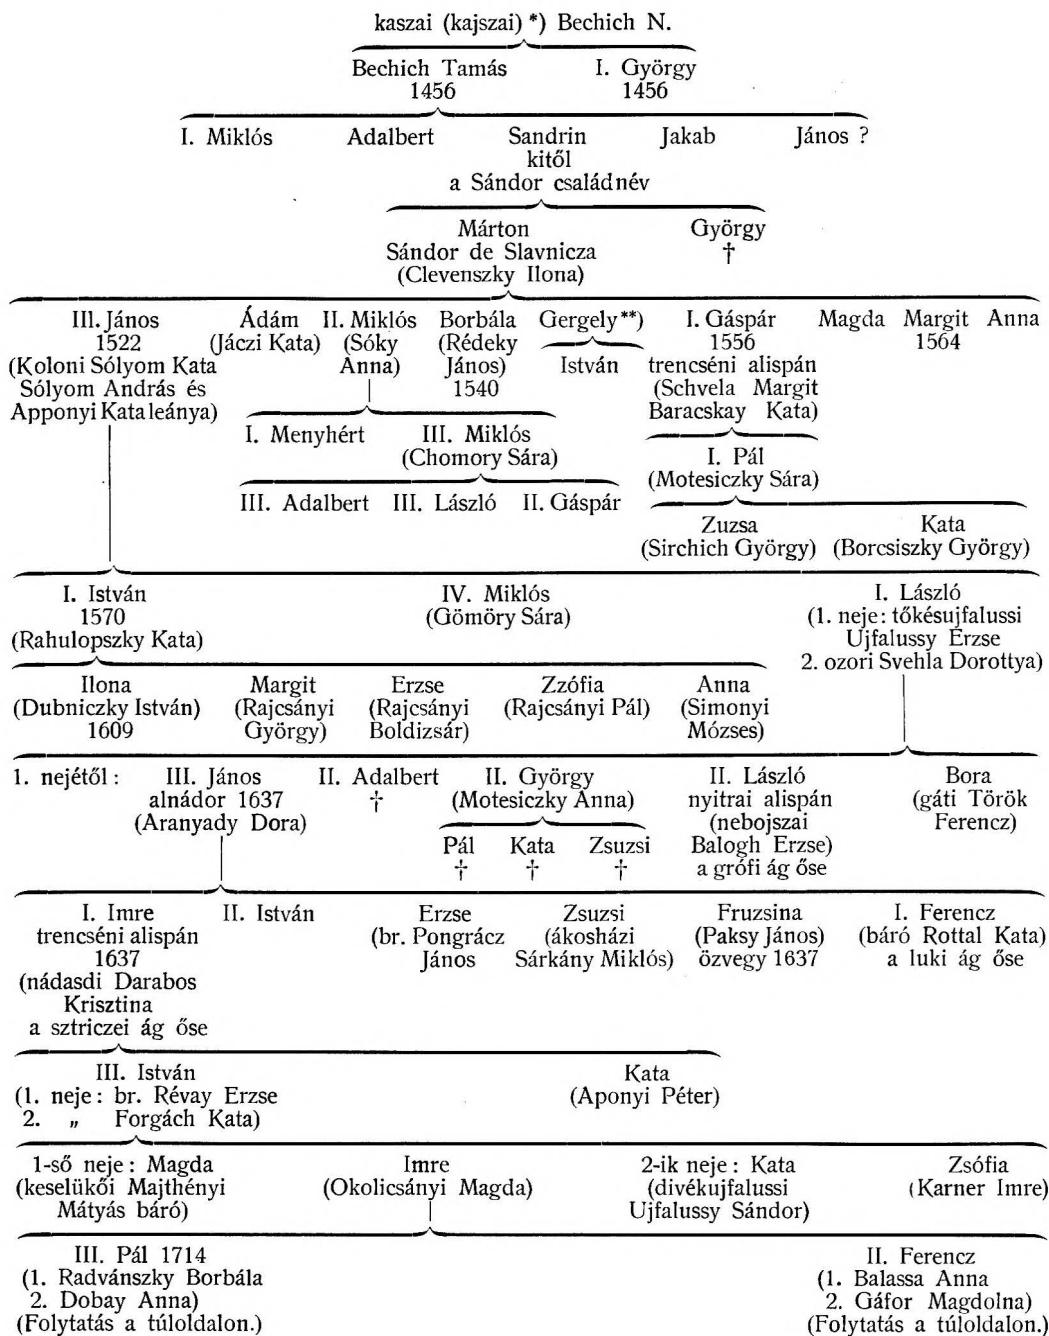 kaszai (kajszai) *) Bechich N.
Bechich Tamás I. György
1456 1456
I. Miklós Adalbert Sandrin Jakab János ?
kitől
a Sándor családnév
Márton György
Sándor de Slavnicza †
(Clevenszky Ilona)
III. János Ádám II. Miklós Borbála Gergely **) I. Gáspár Magda Margit Anna
1522 (Jáczi Kata) (Sóky (Rédeky István 1556 1564
(Koloni Sólyom Kata Anna) János) trencséni alispán
Sólyom András és 1540 (Schvela Margit
Apponyi Kata leánya) Baracskay Kata)
I. Menyhért III. Miklós I. Pál
(Chomory Sára) (Motesiczky Sára)
III. Adalbert III. László II. Gáspár
Zuzsa Kata
(Sirchich György) (Borcsiszky György)
I. István IV. Miklós I. László
1570 (Gömöry Sára) (1. neje: tőkésujfalussi
(Rahulopszky Kata) Ujfalussy Erzse
2. ozori Svehla Dorottya)
Ilona Margit Erzse Zzófia Anna
(Dubniczky István) (Rajcsányi (Rajcsányi (Rajcsányi Pál) (Simonyi
1609 György) Boldizsár) Mózses)
1. nejétől : III. János II. Adalbert II. György II. László Bora
alnádor 1637 † (Motesiczky Anna) nyitrai alispán (gáti Török
(Aranyady Dora) (nebojszai Ferencz)
Pál Kata Zsuzsi Balogh Erzse)
† † † a grófi ág őse
I. Imre II. István Erzse Zsuzsi Fruzsina I. Ferencz
trencséni alispán (br. Pongrácz (ákosházi (Paksy János) (báró Rottal Kata)
1637 János Sárkány Miklós) özvegy 1637 a luki ág őse
(nádasdi Darabos
Krisztina
a sztriczei ág őse
III. István Kata
(1. neje : br. Révay Erzse (Aponyi Péter)
2. „ Forgách Kata)
1-ső neje : Magda Imre 2-ik neje : Kata Zsófia
(keselükői Majthényi (Okolicsányi Magda) (divékujfalussi (Karner Imre)
Mátyás báró) Ujfalussy Sándor)
III. Pál 1714 II. Ferencz
(1. Radvánszky Borbála (1. Balassa Anna
2. Dobay Anna) 2. Gáfor Magdolna)
(Folytatás a túloldalon.) (Folytatás a túloldalon.)